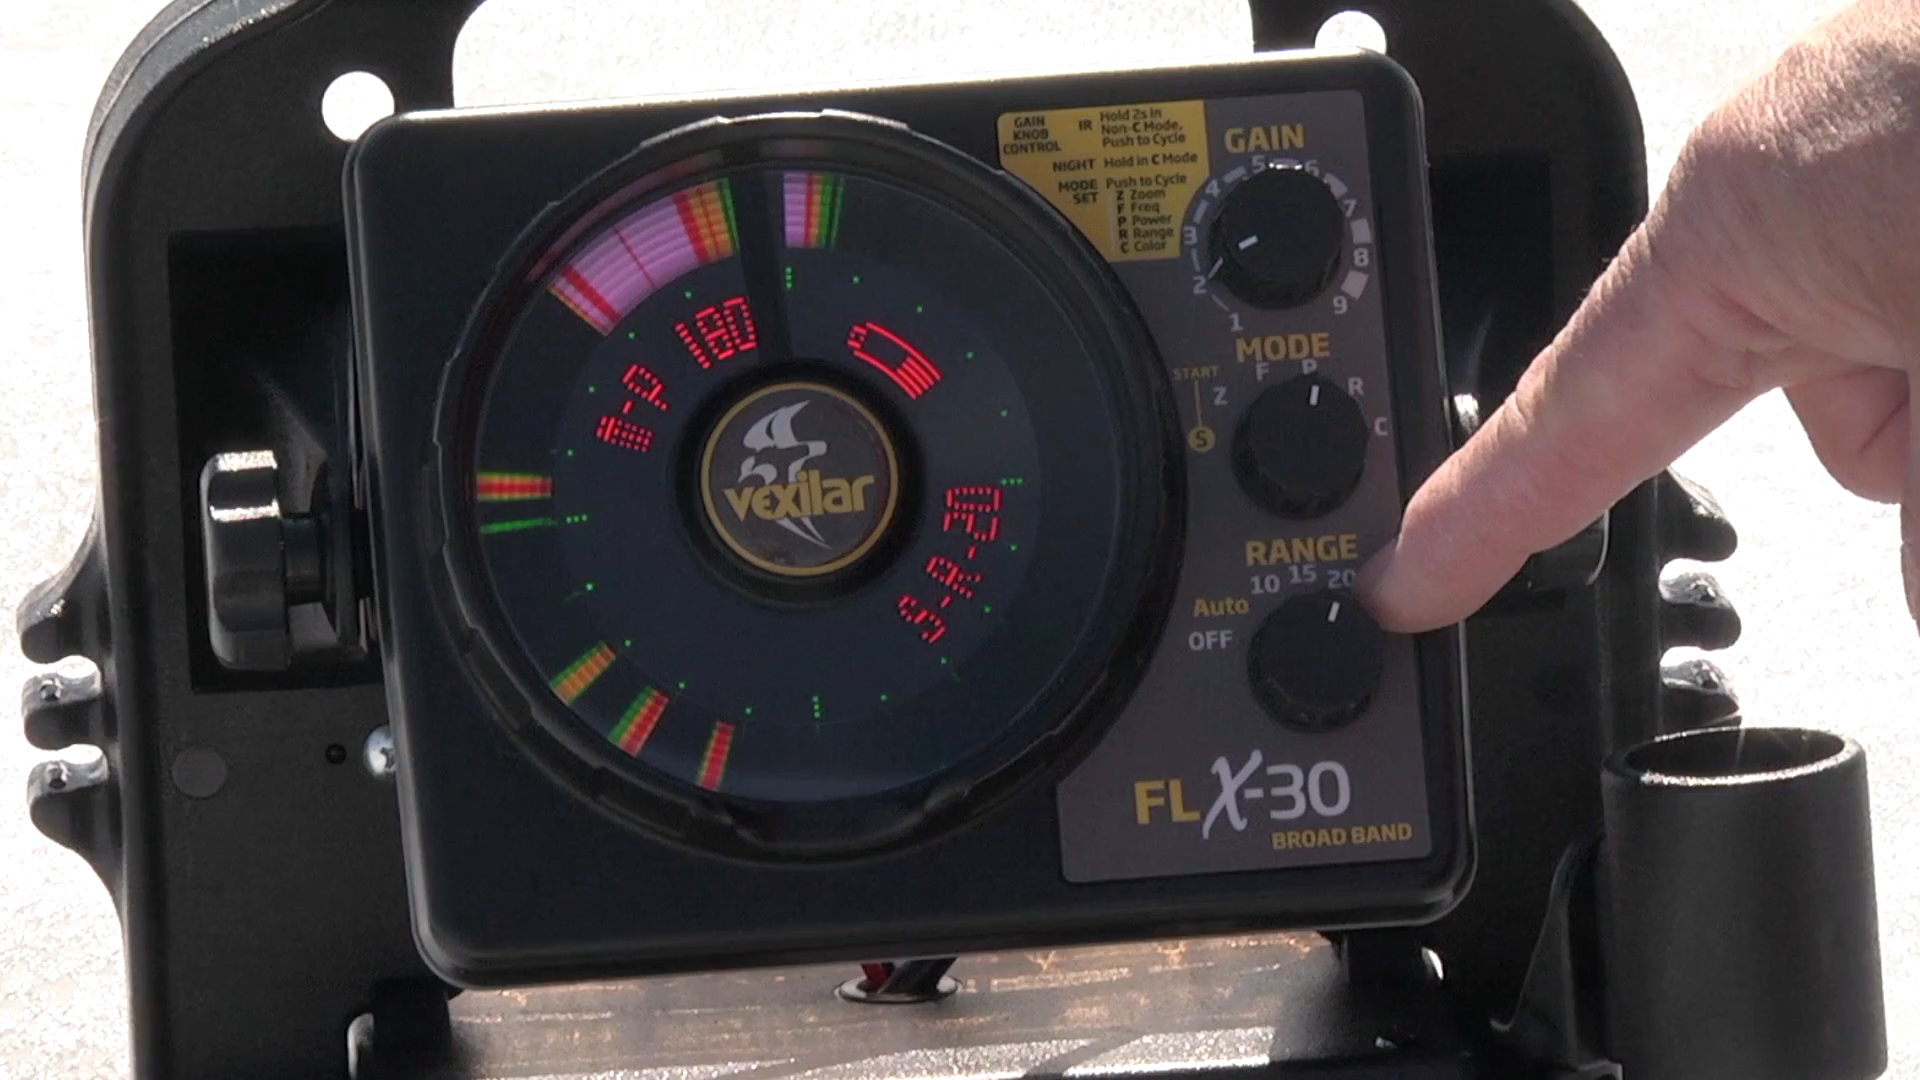 GAIN
KNOB
CONTROL
IR
Hold 2s in
Non-C Mode,
Push to Cycle
NIGHT Hold in C Mode
MODE
SET
Push to Cycle
Z Zoom
F Freq
P Power
R Range
C Color
GAIN
1 2 3 4 5 6 7 8 9
MODE
START
S
Z F P R C
RANGE
OFF Auto 10 15 20
180
vexilar
FL X-30
BROAD BAND